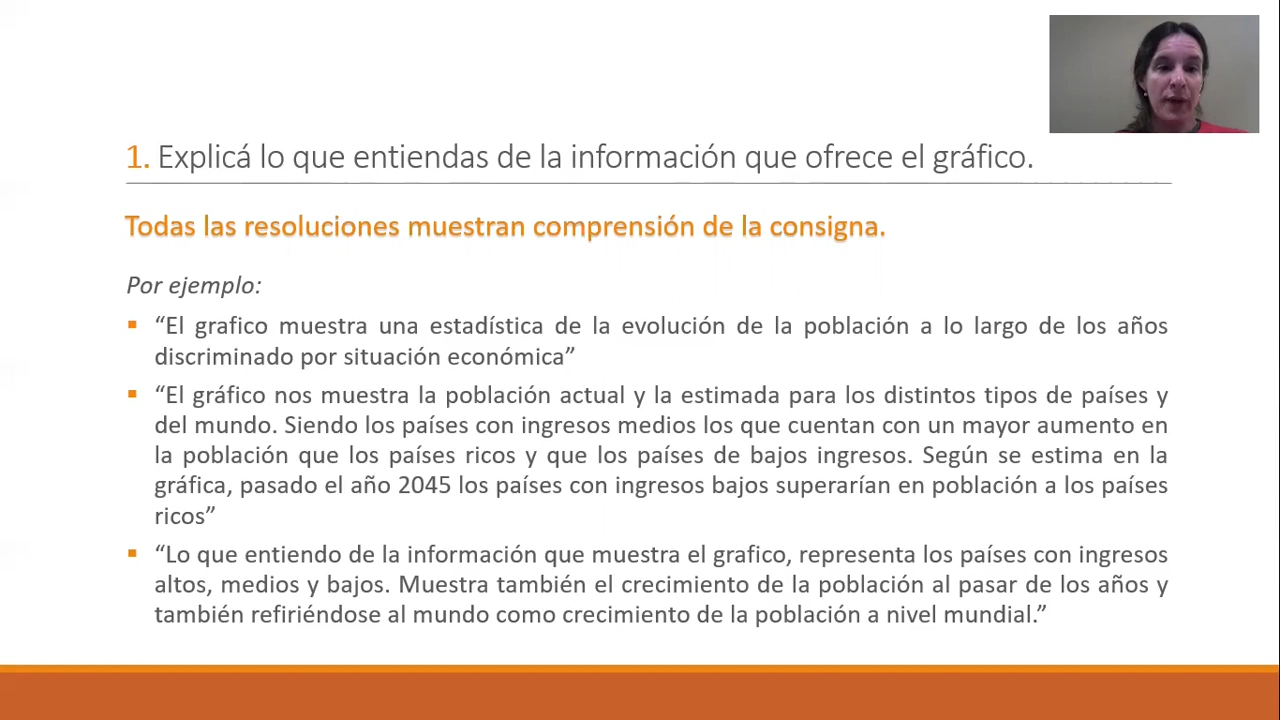 1. Explicá lo que entiendas de la información que ofrece el gráfico.
Todas las resoluciones muestran comprensión de la consigna.
Por ejemplo:
▪ “El grafico muestra una estadística de la evolución de la población a lo largo de los años
discriminado por situación económica”
▪ “El gráfico nos muestra la población actual y la estimada para los distintos tipos de países y
del mundo. Siendo los países con ingresos medios los que cuentan con un mayor aumento en
la población que los países ricos y que los países de bajos ingresos. Según se estima en la
gráfica, pasado el año 2045 los países con ingresos bajos superarían en población a los países
ricos”
▪ “Lo que entiendo de la información que muestra el grafico, representa los países con ingresos
altos, medios y bajos. Muestra también el crecimiento de la población al pasar de los años y
también refiriéndose al mundo como crecimiento de la población a nivel mundial.”